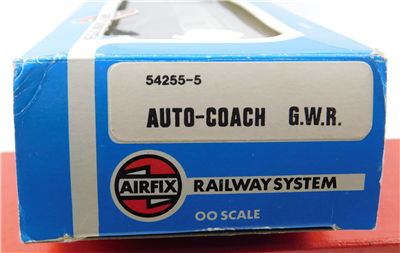 54255-5
AUTO-COACH G.W.R.
AIRFIX RAILWAY SYSTEM
OO SCALE